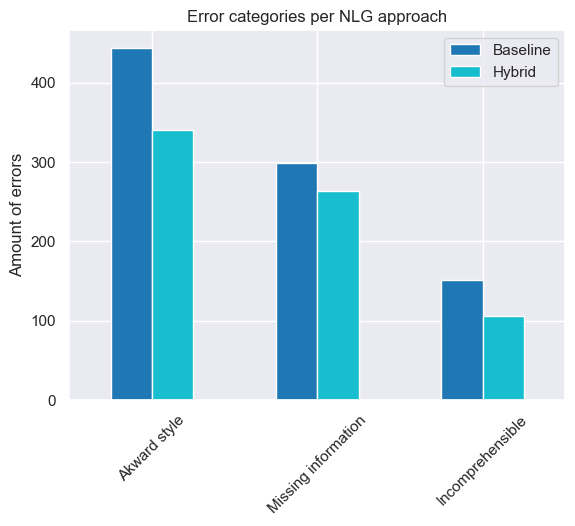 Error categories per NLG approach
Baseline
Hybrid
Amount of errors
400
300
200
100
0
Akward style
Missing information
Incomprehensible